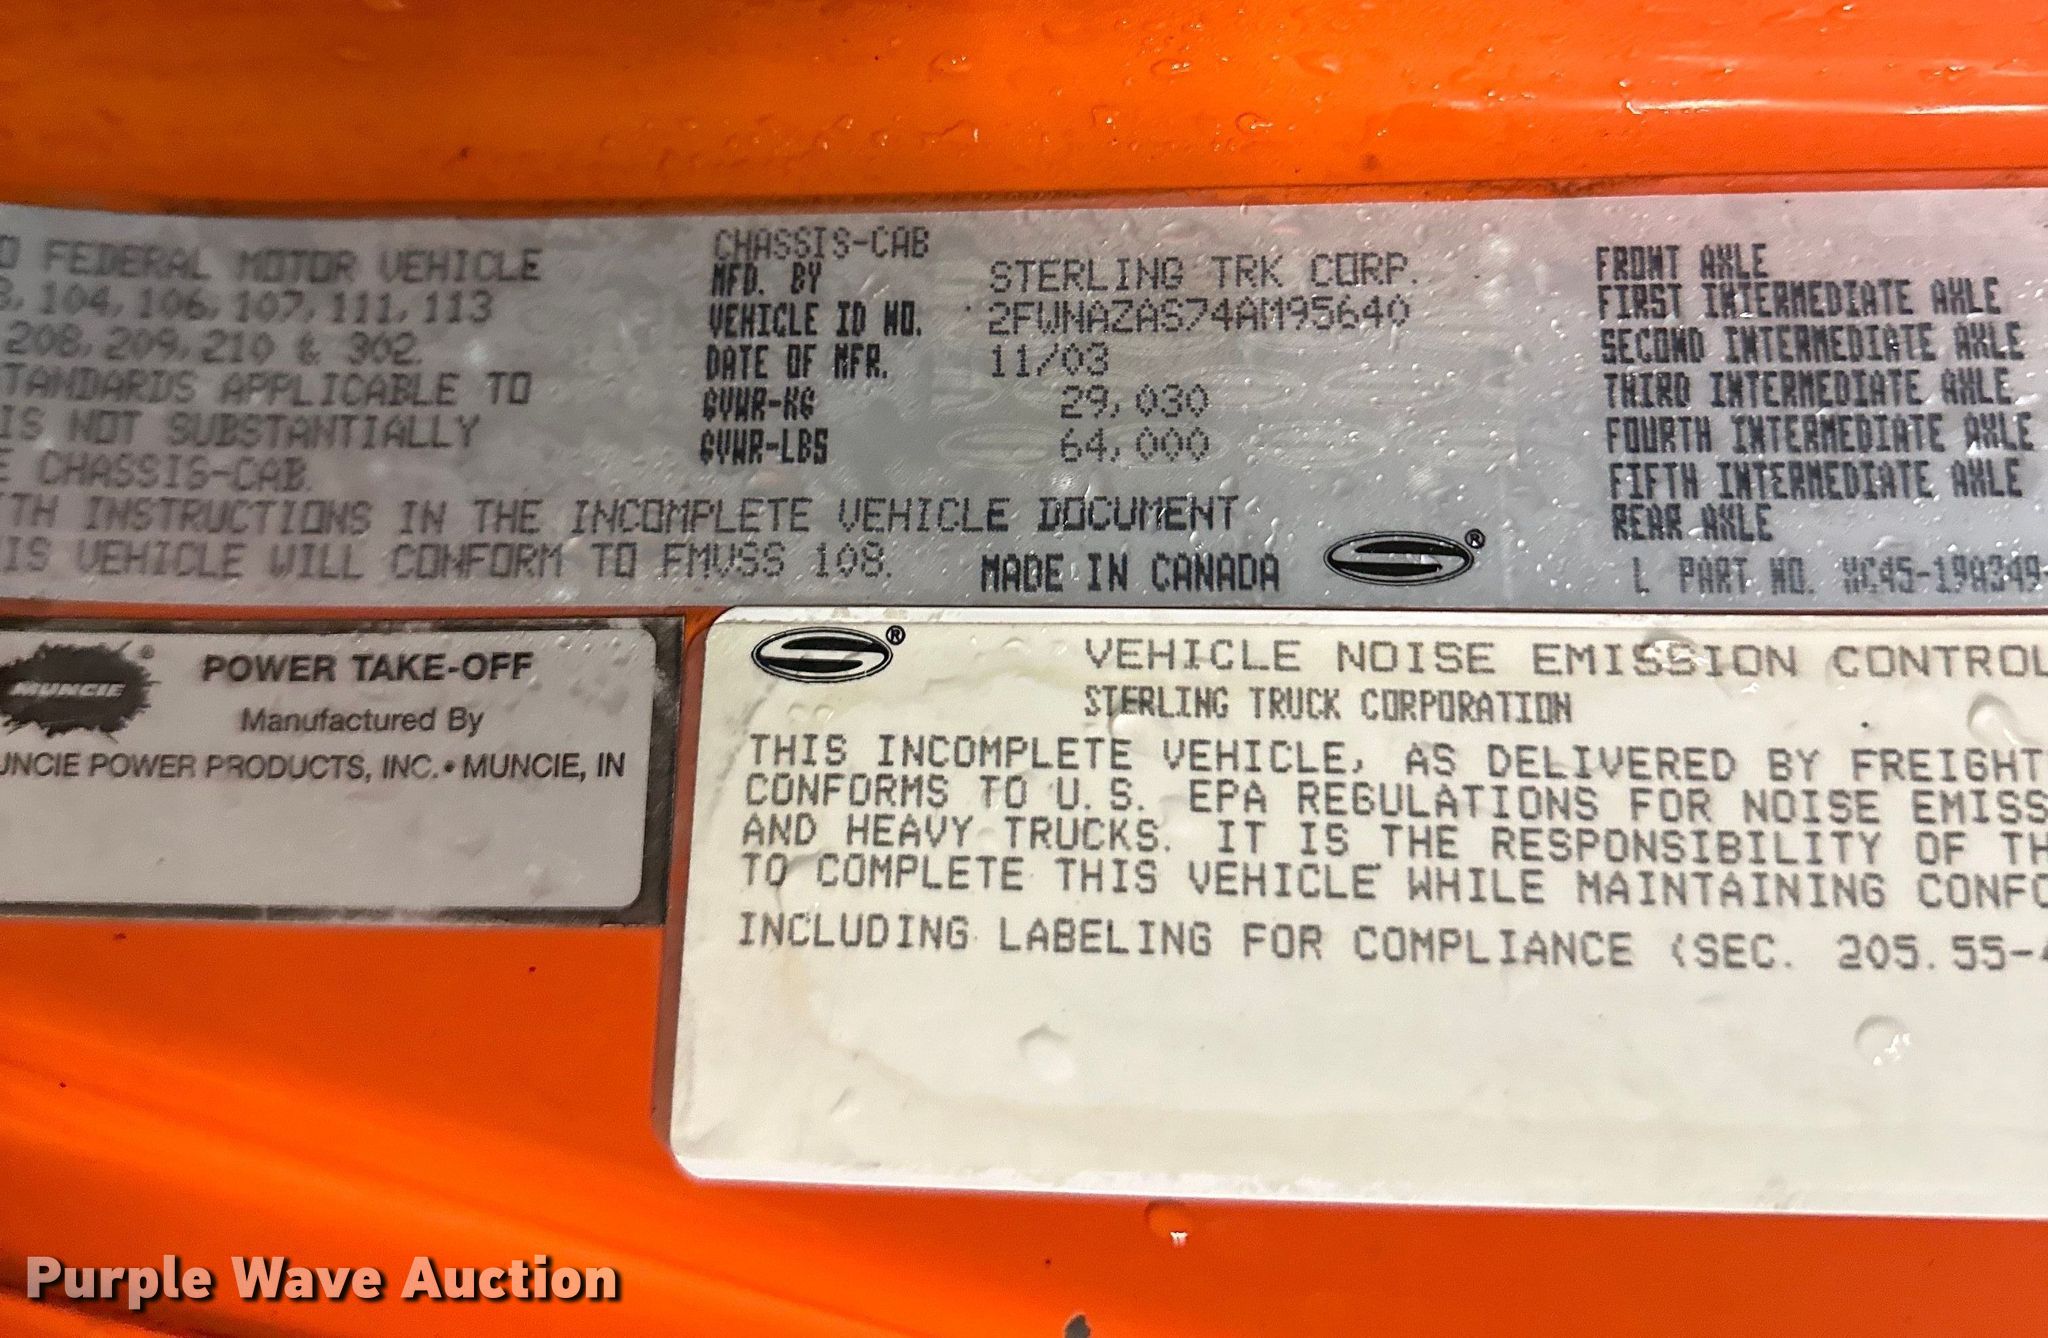 FEDERAL MOTOR VEHICLE
104, 106, 107, 111, 113
208, 209, 210 & 302.
TANDARDS APPLICABLE TO
IS NOT SUBSTANTIALLY
E CHASSIS-CAB.
TH INSTRUCTIONS IN THE INCOMPLETE VEHICLE DOCUMENT
IS VEHICLE WILL CONFORM TO FMVSS 108.
CHASSIS-CAB
MFD. BY STERLING TRK CORP.
VEHICLE ID NO. 2FWNAZAS74AM95640
DATE OF MFR. 11/03
GVWR-KG 29,030
GVWR-LBS 64,000
MADE IN CANADA
®
FRONT AXLE
FIRST INTERMEDIATE AXLE
SECOND INTERMEDIATE AXLE
THIRD INTERMEDIATE AXLE
FOURTH INTERMEDIATE AXLE
FIFTH INTERMEDIATE AXLE
REAR AXLE
L PART NO. XC45-19A349-
MUNCIE®
POWER TAKE-OFF
Manufactured By
UNCIE POWER PRODUCTS, INC. • MUNCIE, IN
®
VEHICLE NOISE EMISSION CONTROL
STERLING TRUCK CORPORATION
THIS INCOMPLETE VEHICLE, AS DELIVERED BY FREIGHT
CONFORMS TO U.S. EPA REGULATIONS FOR NOISE EMISS
AND HEAVY TRUCKS. IT IS THE RESPONSIBILITY OF TH
TO COMPLETE THIS VEHICLE WHILE MAINTAINING CONFO
INCLUDING LABELING FOR COMPLIANCE (SEC. 205.55-4
Purple Wave Auction